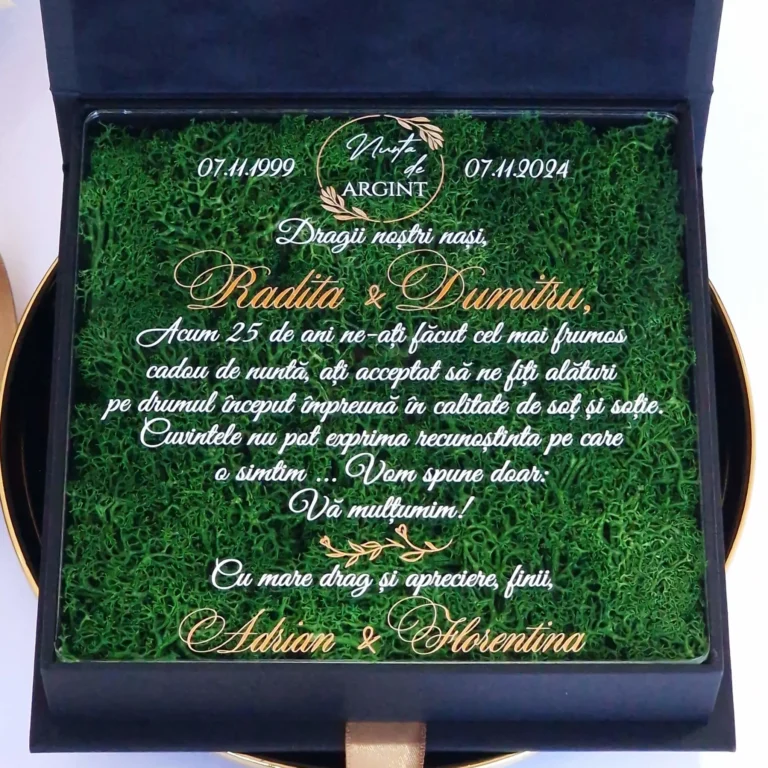 Nunta
07.11.1999 de 07.11.2024
ARGINT
Dragii noștri nași,
Radita & Dumitru,
Acum 25 de ani ne-ați făcut cel mai frumos
cadou de nuntă, ați acceptat să ne fiți alături
pe drumul început împreună în calitate de soț și soție.
Cuvintele nu pot exprima recunoștinta pe care
o simtim ... Vom spune doar:
Vă mulțumim!
Cu mare drag și apreciere, finii,
Adrian & Florentina